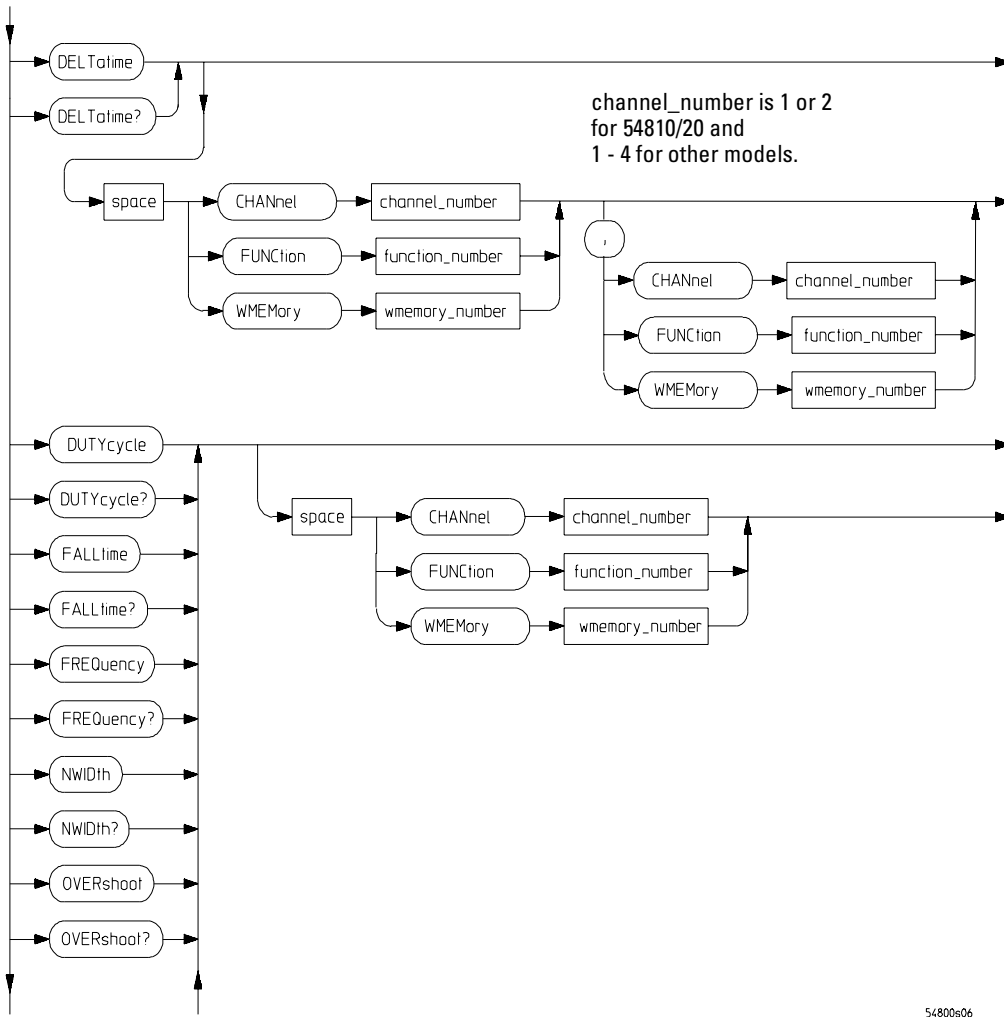 DELTatime
DELTatime?
channel_number is 1 or 2
for 54810/20 and
1 - 4 for other models.
space
CHANnel
channel_number
FUNCtion
function_number
WMEMory
wmemory_number
,
CHANnel
channel_number
FUNCtion
function_number
WMEMory
wmemory_number
DUTYcycle
DUTYcycle?
FALLtime
FALLtime?
FREQuency
FREQuency?
NWIDth
NWIDth?
OVERshoot
OVERshoot?
space
CHANnel
channel_number
FUNCtion
function_number
WMEMory
wmemory_number
54800s06